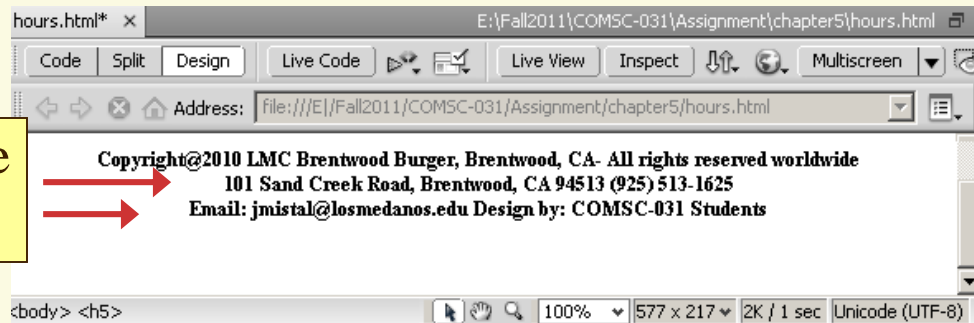 hours.html* ×
E:\Fall2011\COMSC-031\Assignment\chapter5\hours.html
Code Split Design Live Code Live View Inspect Multiscreen
Address: file:///E|/Fall2011/COMSC-031/Assignment/chapter5/hours.html
Copyright@2010 LMC Brentwood Burger, Brentwood, CA- All rights reserved worldwide
101 Sand Creek Road, Brentwood, CA 94513 (925) 513-1625
Email: jmistal@losmedanos.edu Design by: COMSC-031 Students
<body> <h5> 100% 577 x 217 2K / 1 sec Unicode (UTF-8)